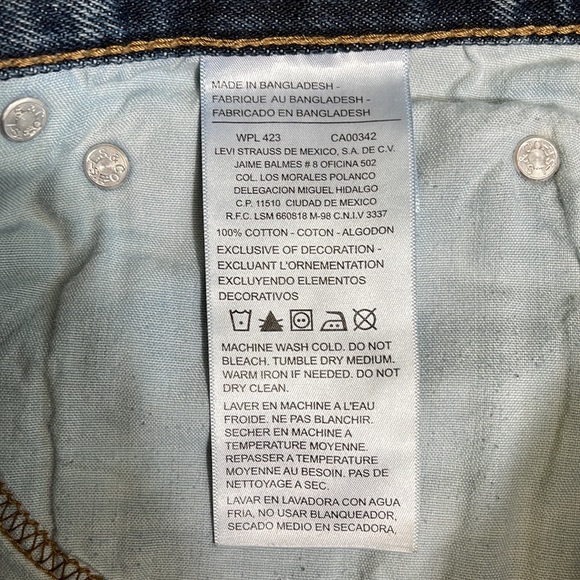 MADE IN BANGLADESH -
FABRIQUE AU BANGLADESH -
FABRICADO EN BANGLADESH
WPL 423 CA00342
LEVI STRAUSS DE MEXICO, S.A. DE C.V.
JAIME BALMES # 8 OFICINA 502
COL. LOS MORALES POLANCO
DELEGACION MIGUEL HIDALGO
C.P. 11510 CIUDAD DE MEXICO
R.F.C. LSM 660818 M-98 C.N.I.V 3337
100% COTTON - COTON - ALGODON
EXCLUSIVE OF DECORATION -
EXCLUANT L'ORNEMENTATION
EXCLUYENDO ELEMENTOS
DECORATIVOS
MACHINE WASH COLD. DO NOT
BLEACH. TUMBLE DRY MEDIUM.
WARM IRON IF NEEDED. DO NOT
DRY CLEAN.
LAVER EN MACHINE A L'EAU
FROIDE. NE PAS BLANCHIR.
SECHER EN MACHINE A
TEMPERATURE MOYENNE.
REPASSER A TEMPERATURE
MOYENNE AU BESOIN. PAS DE
NETTOYAGE A SEC.
LAVAR EN LAVADORA CON AGUA
FRIA, NO USAR BLANQUEADOR,
SECADO MEDIO EN SECADORA,